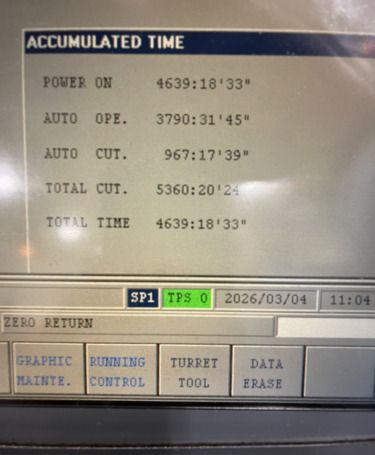 ACCUMULATED TIME
POWER ON 4639:18'33"
AUTO OPE. 3790:31'45"
AUTO CUT. 967:17'39"
TOTAL CUT. 5360:20'24
TOTAL TIME 4639:18'33"
SP1 TPS 0 2026/03/04 11:04
ZERO RETURN
GRAPHIC RUNNING TURRET DATA
MAINTE. CONTROL TOOL ERASE